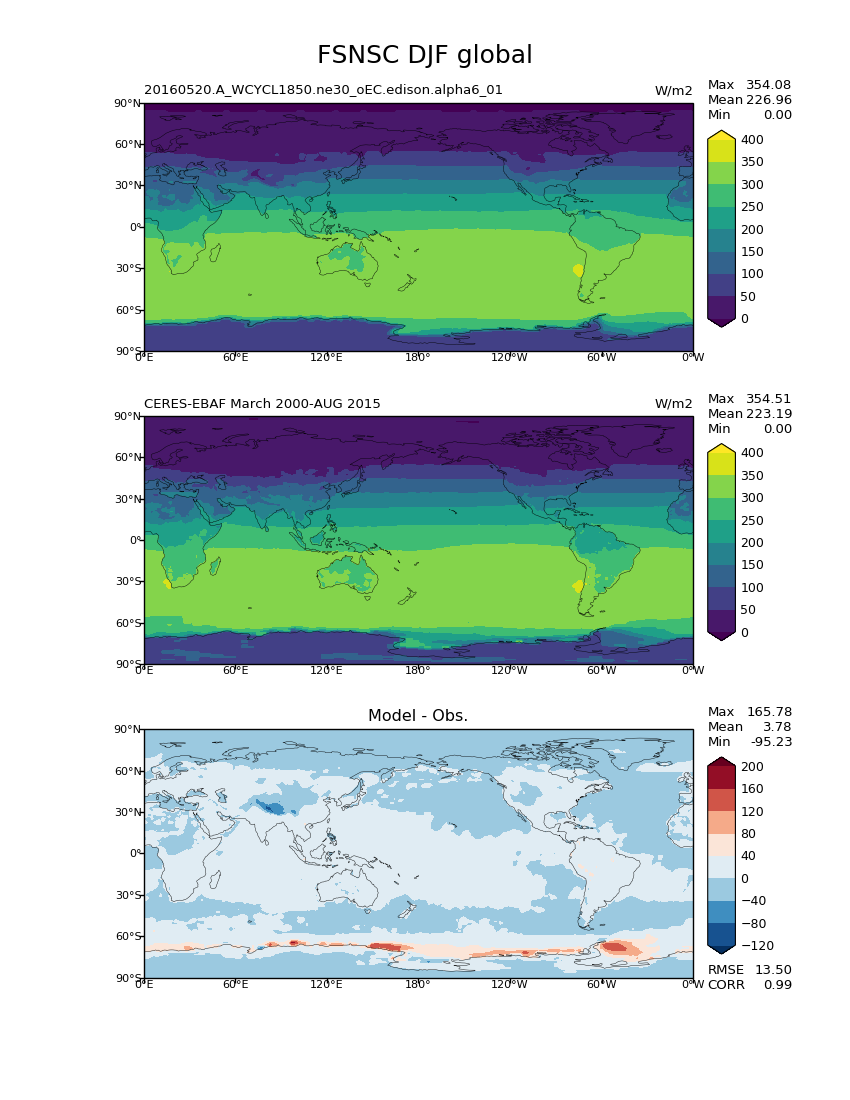 FSNSC DJF global
20160520.A_WCYCL1850.ne30_oEC.edison.alpha6_01 W/m2
Max 354.08
Mean 226.96
Min 0.00
90°N
60°N
30°N
0°
30°S
60°S
90°S
0°E 60°E 120°E 180° 120°W 60°W 0°W
400
350
300
250
200
150
100
50
0
CERES-EBAF March 2000-AUG 2015 W/m2
Max 354.51
Mean 223.19
Min 0.00
90°N
60°N
30°N
0°
30°S
60°S
90°S
0°E 60°E 120°E 180° 120°W 60°W 0°W
400
350
300
250
200
150
100
50
0
Model - Obs.
Max 165.78
Mean 3.78
Min -95.23
90°N
60°N
30°N
0°
30°S
60°S
90°S
0°E 60°E 120°E 180° 120°W 60°W 0°W
200
160
120
80
40
0
−40
−80
−120
RMSE 13.50
CORR 0.99